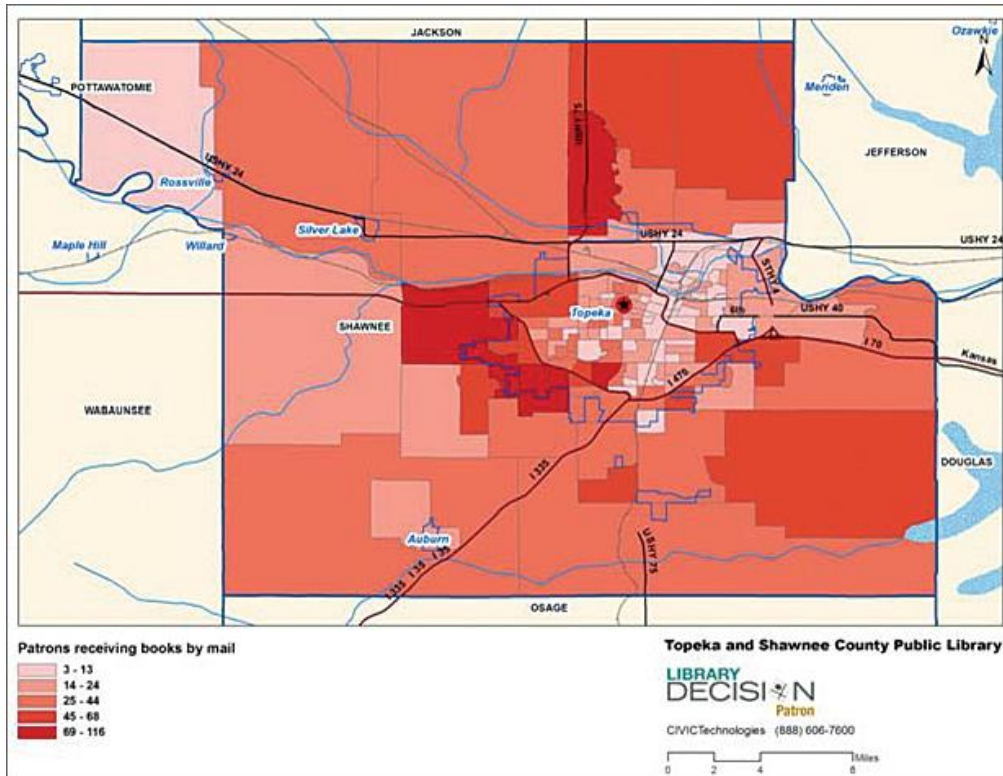 JACKSON
Ozawkie
N
POTTAWATOMIE
Meriden
USHY 75
JEFFERSON
USHY 24
Rossville
Silver Lake
Maple Hill
Willard
USHY 24
USHY 24
STHY 4
Topeka
6th
USHY 40
SHAWNEE
I 70
Kansas
I 470
WABAUNSEE
DOUGLAS
I 335
Auburn
I 335 I 35 I 35
USHY 75
OSAGE
Patrons receiving books by mail
3 - 13
14 - 24
25 - 44
45 - 68
69 - 116
Topeka and Shawnee County Public Library
LIBRARY
DECISION
Patron
CIVICTechnologies (888) 606-7600
Miles
0 2 4 8